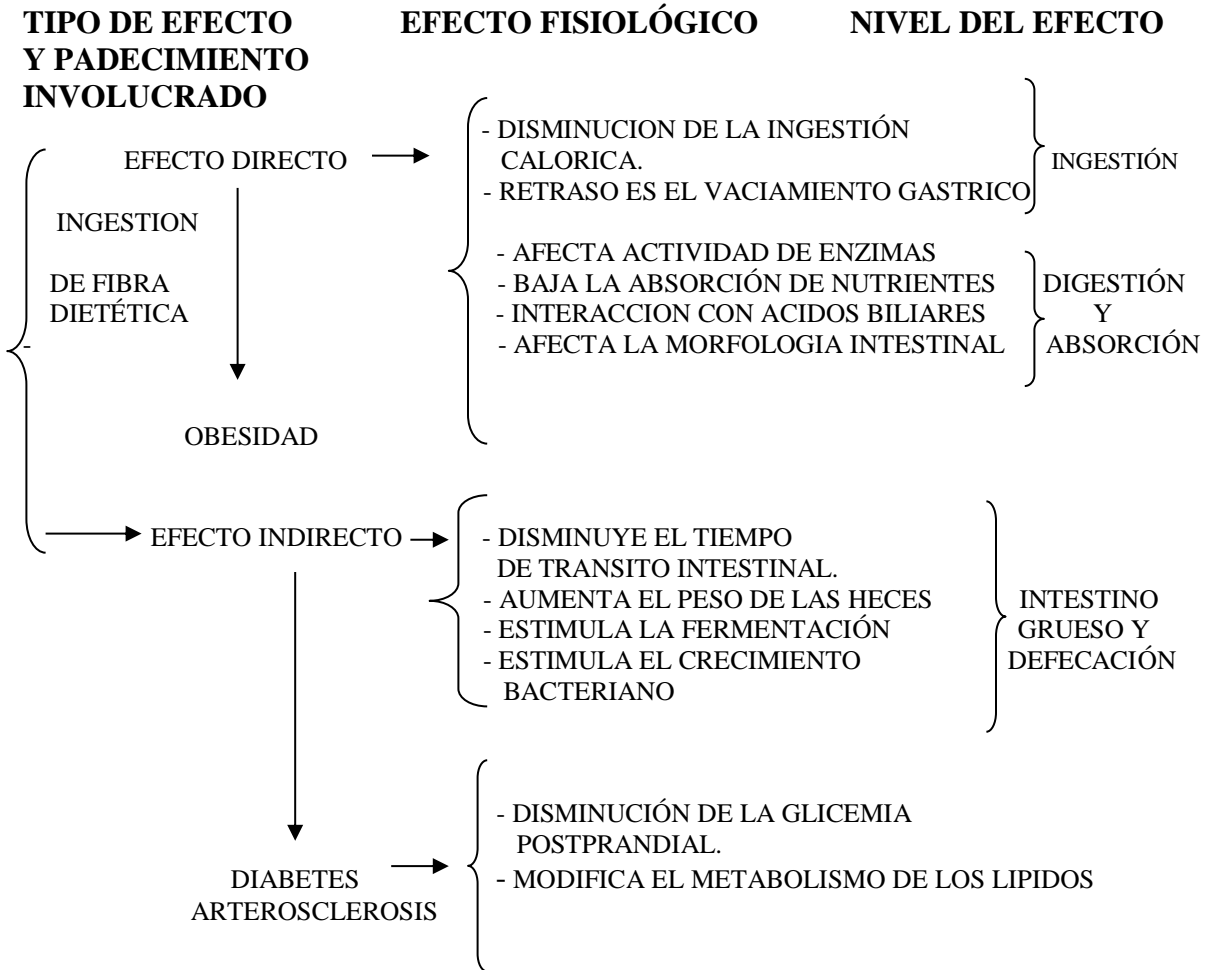 TIPO DE EFECTO
Y PADECIMIENTO
INVOLUCRADO
EFECTO FISIOLÓGICO
NIVEL DEL EFECTO
EFECTO DIRECTO
INGESTION
DE FIBRA
DIETÉTICA
-
OBESIDAD
- DISMINUCION DE LA INGESTIÓN
CALORICA.
- RETRASO ES EL VACIAMIENTO GASTRICO
INGESTIÓN
- AFECTA ACTIVIDAD DE ENZIMAS
- BAJA LA ABSORCIÓN DE NUTRIENTES
- INTERACCION CON ACIDOS BILIARES
- AFECTA LA MORFOLOGIA INTESTINAL
DIGESTIÓN
Y
ABSORCIÓN
EFECTO INDIRECTO
- DISMINUYE EL TIEMPO
DE TRANSITO INTESTINAL.
- AUMENTA EL PESO DE LAS HECES
- ESTIMULA LA FERMENTACIÓN
- ESTIMULA EL CRECIMIENTO
BACTERIANO
INTESTINO
GRUESO Y
DEFECACIÓN
DIABETES
ARTEROSCLEROSIS
- DISMINUCIÓN DE LA GLICEMIA
POSTPRANDIAL.
- MODIFICA EL METABOLISMO DE LOS LIPIDOS